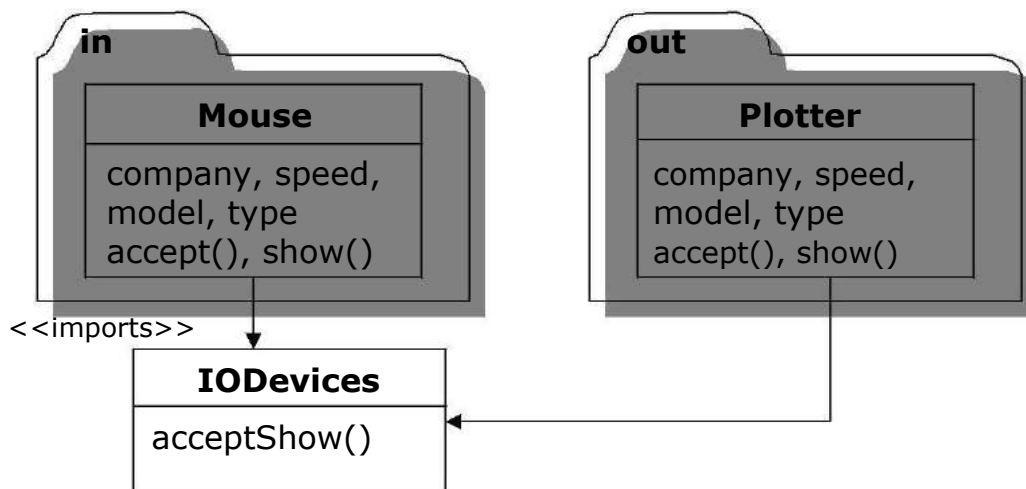 in
Mouse
company, speed,
model, type
accept(), show()
out
Plotter
company, speed,
model, type
accept(), show()
<<imports>>
IODevices
acceptShow()